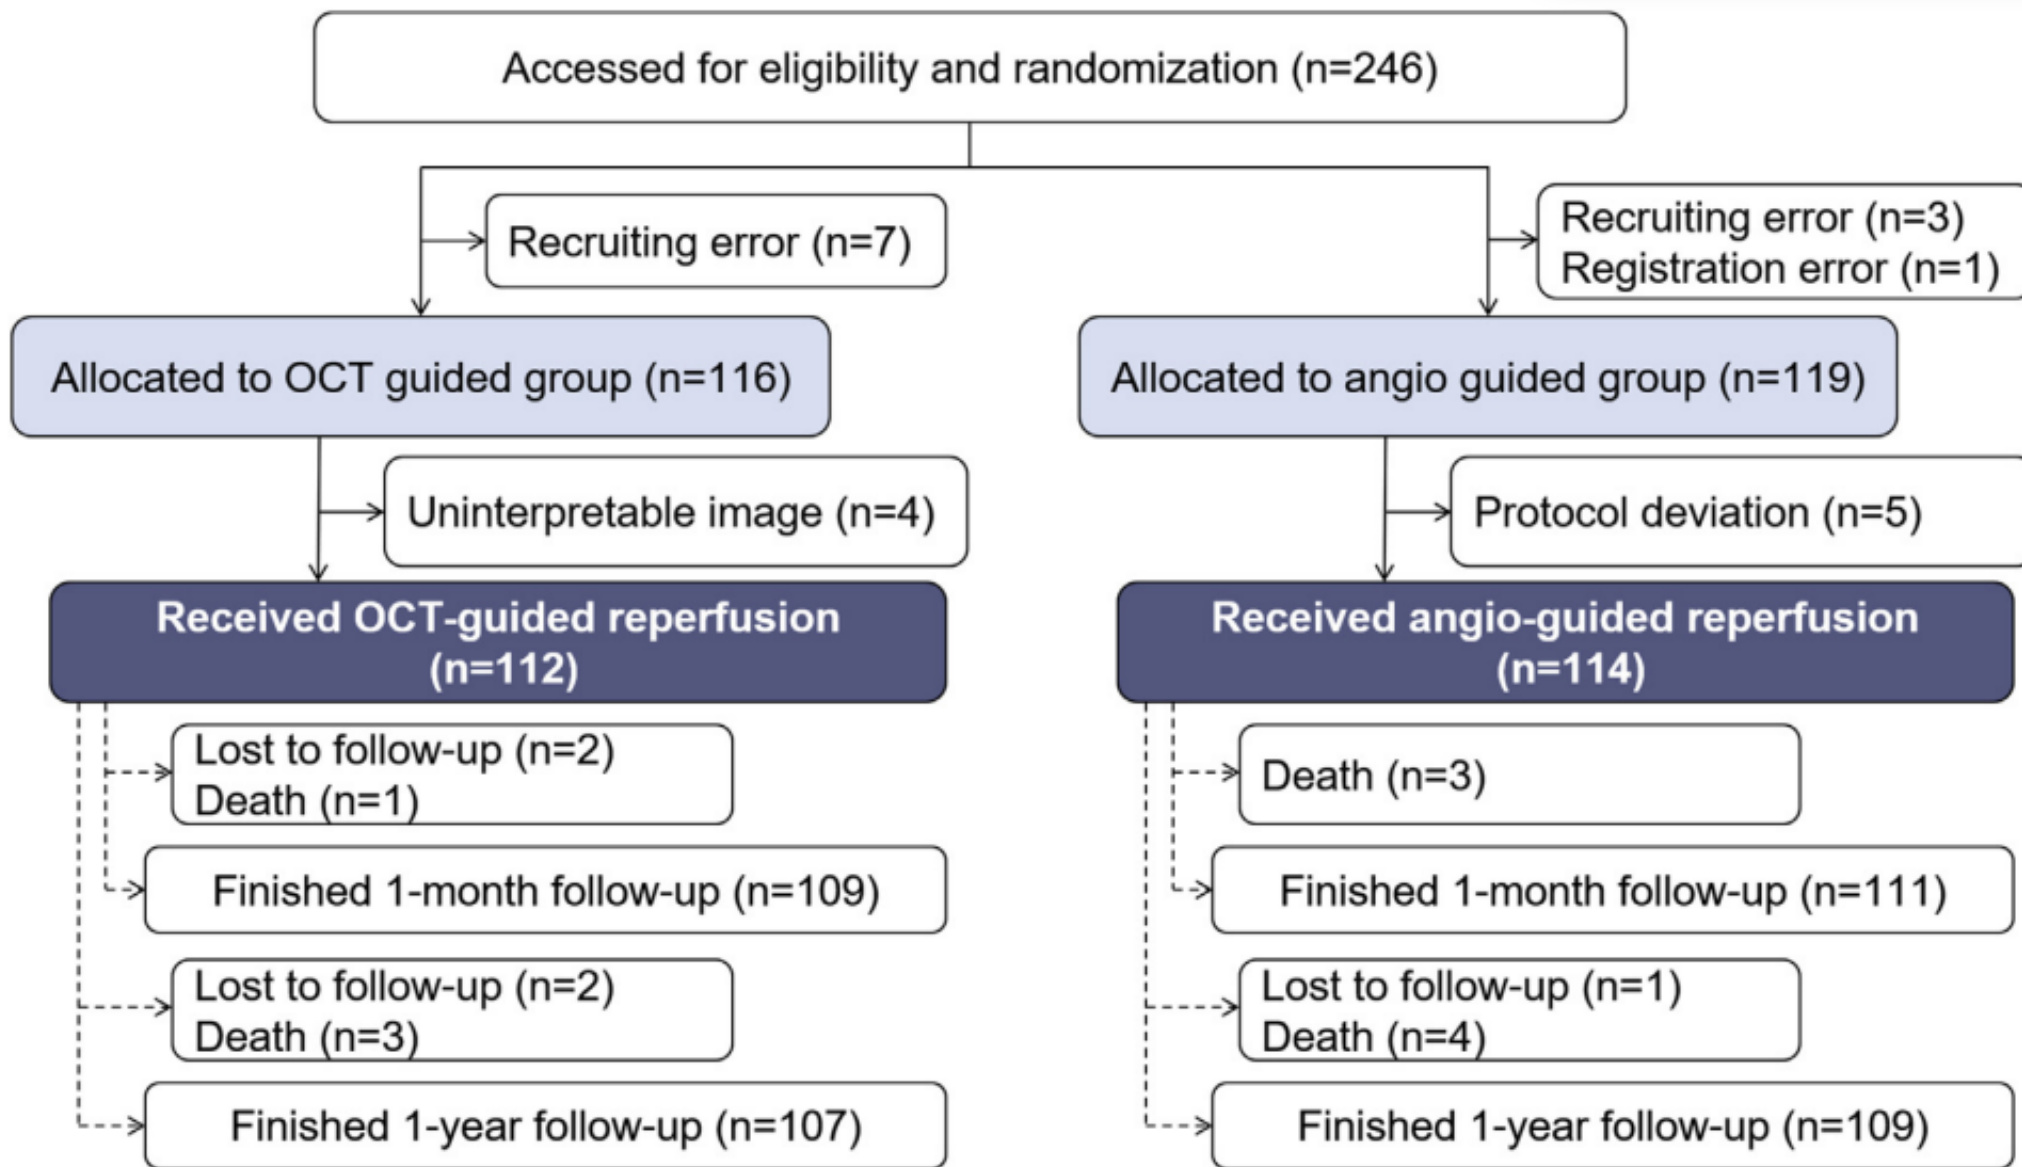 Accessed for eligibility and randomization (n=246)
Recruiting error (n=7)
Recruiting error (n=3)
Registration error (n=1)
Allocated to OCT guided group (n=116)
Allocated to angio guided group (n=119)
Uninterpretable image (n=4)
Protocol deviation (n=5)
Received OCT-guided reperfusion
(n=112)
Received angio-guided reperfusion
(n=114)
Lost to follow-up (n=2)
Death (n=1)
Death (n=3)
Finished 1-month follow-up (n=109)
Finished 1-month follow-up (n=111)
Lost to follow-up (n=2)
Death (n=3)
Lost to follow-up (n=1)
Death (n=4)
Finished 1-year follow-up (n=107)
Finished 1-year follow-up (n=109)